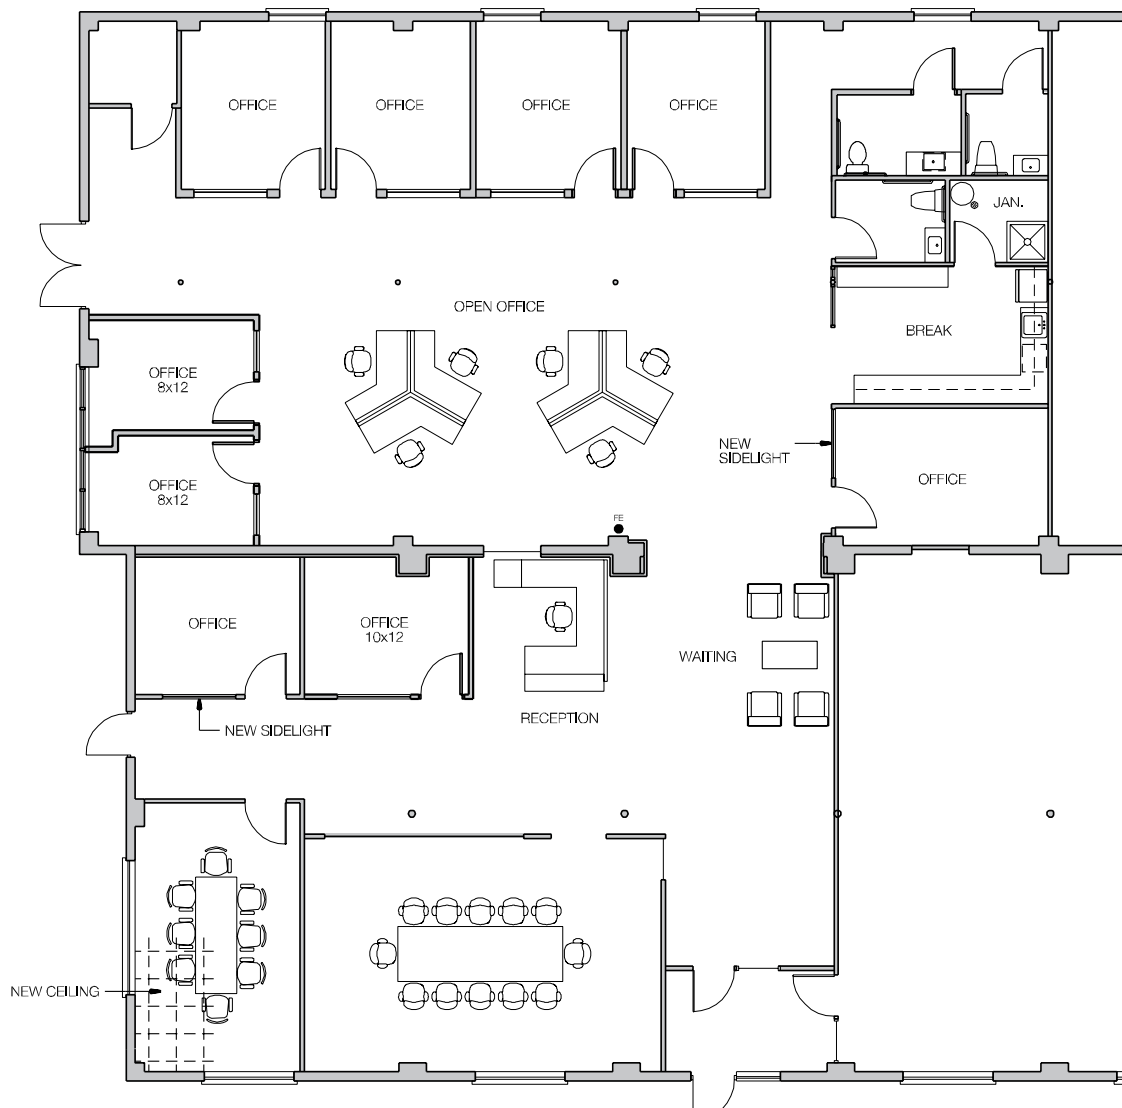 OFFICE
OFFICE
OFFICE
OFFICE
JAN.
OPEN OFFICE
BREAK
OFFICE
8x12
NEW
SIDELIGHT
OFFICE
OFFICE
8x12
FE
OFFICE
OFFICE
10x12
WAITING
RECEPTION
NEW SIDELIGHT
NEW CEILING